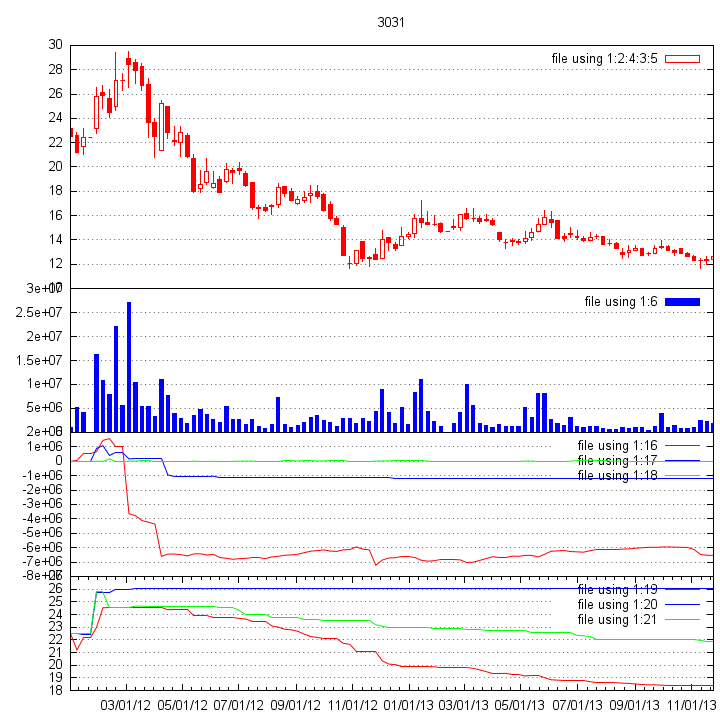 3031
30
file using 1:2:4:3:5
28
26
24
22
20
18
16
14
12
3e+07
file using 1:6
2.5e+07
2e+07
1.5e+07
1e+07
5e+06
1e+06
file using 1:16
0
file using 1:17
-1e+06
file using 1:18
-2e+06
-3e+06
-4e+06
-5e+06
-6e+06
-7e+06
-8e+06
26
file using 1:19
25
file using 1:20
24
file using 1:21
23
22
21
20
19
18
03/01/12 05/01/12 07/01/12 09/01/12 11/01/12 01/01/13 03/01/13 05/01/13 07/01/13 09/01/13 11/01/13